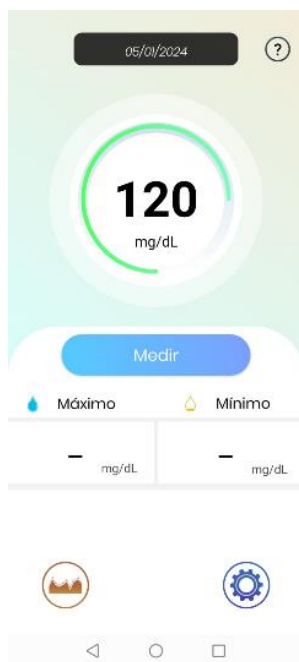 05/01/2024
?
120
mg/dL
Medir
Máximo
Mínimo
– mg/dL
– mg/dL